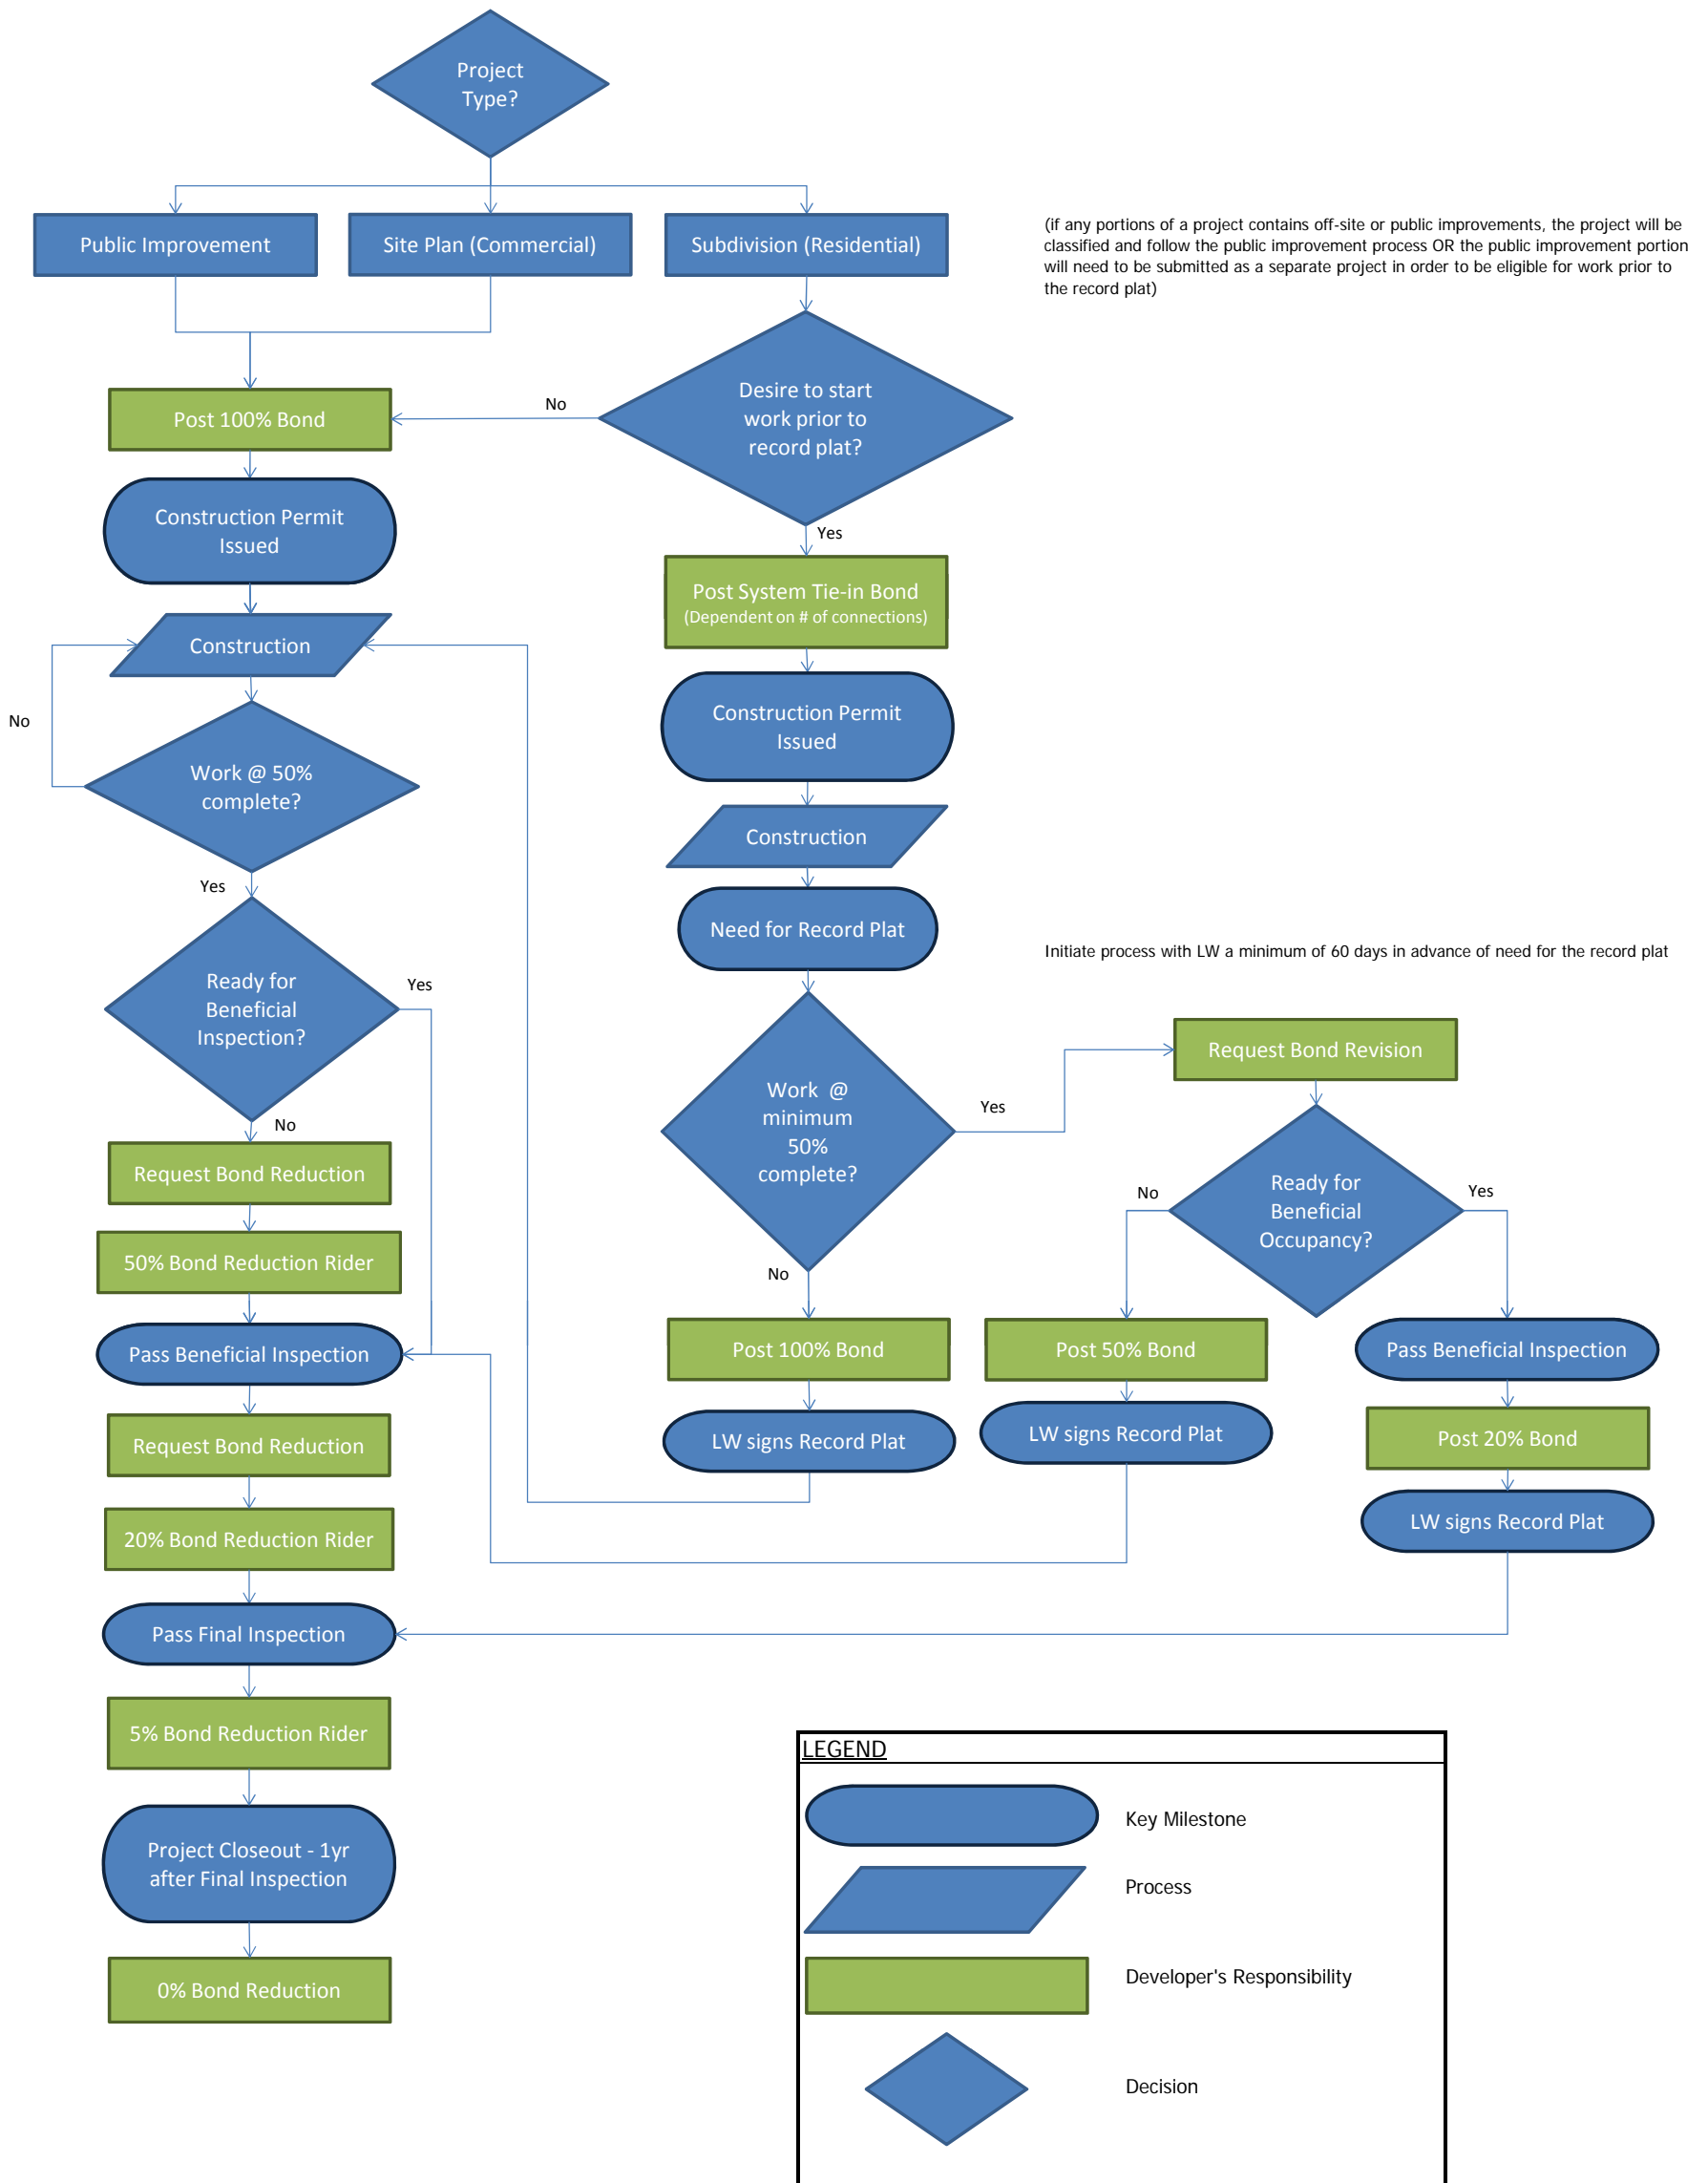 Project
Type?
Public Improvement
Site Plan (Commercial)
Subdivision (Residential)
(if any portions of a project contains off-site or public improvements, the project will be
classified and follow the public improvement process OR the public improvement portion
will need to be submitted as a separate project in order to be eligible for work prior to
the record plat)
Desire to start
work prior to
record plat?
No
Post 100% Bond
Construction Permit
Issued
Yes
Post System Tie-in Bond
(Dependent on # of connections)
Construction
No
Construction Permit
Issued
Work @ 50%
complete?
Construction
Yes
Need for Record Plat
Initiate process with LW a minimum of 60 days in advance of need for the record plat
Ready for
Beneficial
Inspection?
Yes
No
Request Bond Revision
Work @
minimum
50%
complete?
Yes
Request Bond Reduction
Ready for
Beneficial
Occupancy?
No
Yes
50% Bond Reduction Rider
No
Pass Beneficial Inspection
Post 100% Bond
Post 50% Bond
Pass Beneficial Inspection
Request Bond Reduction
LW signs Record Plat
LW signs Record Plat
Post 20% Bond
20% Bond Reduction Rider
LW signs Record Plat
Pass Final Inspection
5% Bond Reduction Rider
Project Closeout - 1yr
after Final Inspection
0% Bond Reduction
LEGEND
Key Milestone
Process
Developer's Responsibility
Decision